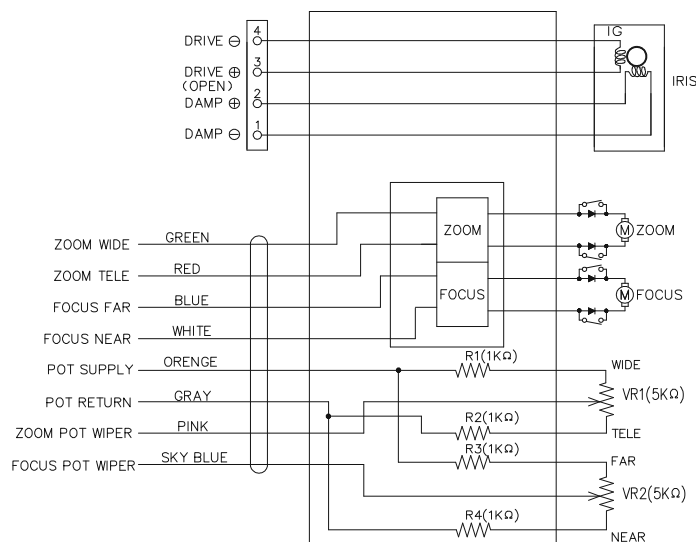 DRIVE ⊖ 4
IG
DRIVE ⊕ 3
(OPEN)
IRIS
DAMP ⊕ 2
DAMP ⊖ 1
ZOOM WIDE GREEN
ZOOM
M ZOOM
ZOOM TELE RED
FOCUS FAR BLUE
FOCUS
M FOCUS
FOCUS NEAR WHITE
POT SUPPLY ORENGE
R1(1KΩ)
WIDE
POT RETURN GRAY
VR1(5KΩ)
ZOOM POT WIPER PINK
R2(1KΩ)
TELE
R3(1KΩ)
FOCUS POT WIPER SKY BLUE
FAR
VR2(5KΩ)
R4(1KΩ)
NEAR